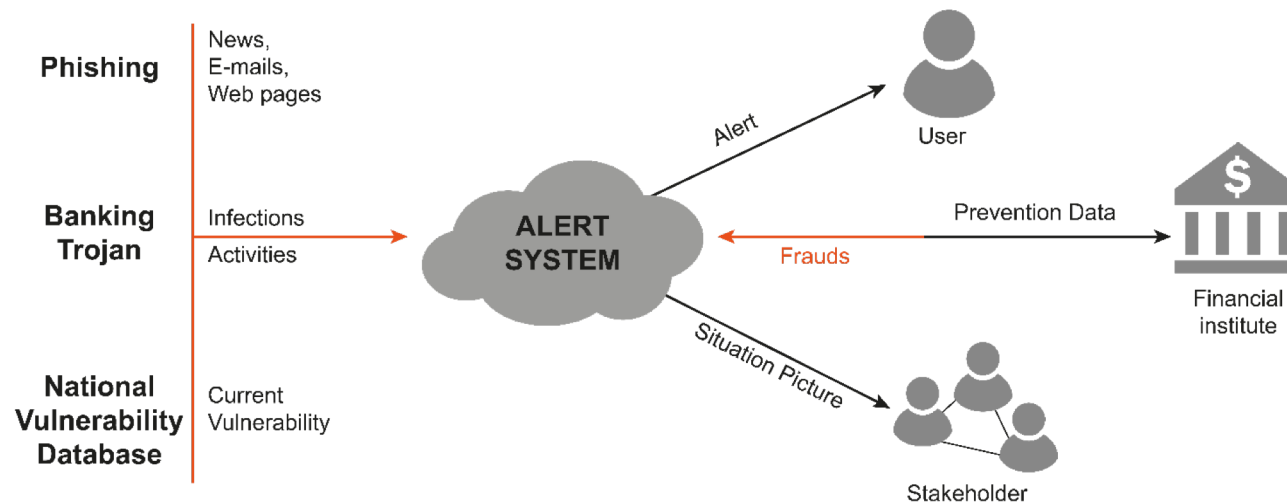 Phishing
News,
E-mails,
Web pages
Banking
Trojan
Infections
Activities
National
Vulnerability
Database
Current
Vulnerability
ALERT
SYSTEM
Alert
User
Frauds
Prevention Data
$
Financial
institute
Situation Picture
Stakeholder